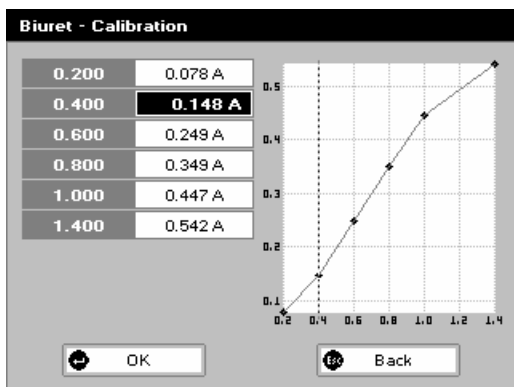 Biuret - Calibration
0.200 0.078 A
0.400 0.148 A
0.600 0.249 A
0.800 0.349 A
1.000 0.447 A
1.400 0.542 A
0.5
0.4
0.3
0.2
0.1
0.2 0.4 0.6 0.8 1.0 1.2 1.4
OK
Esc Back